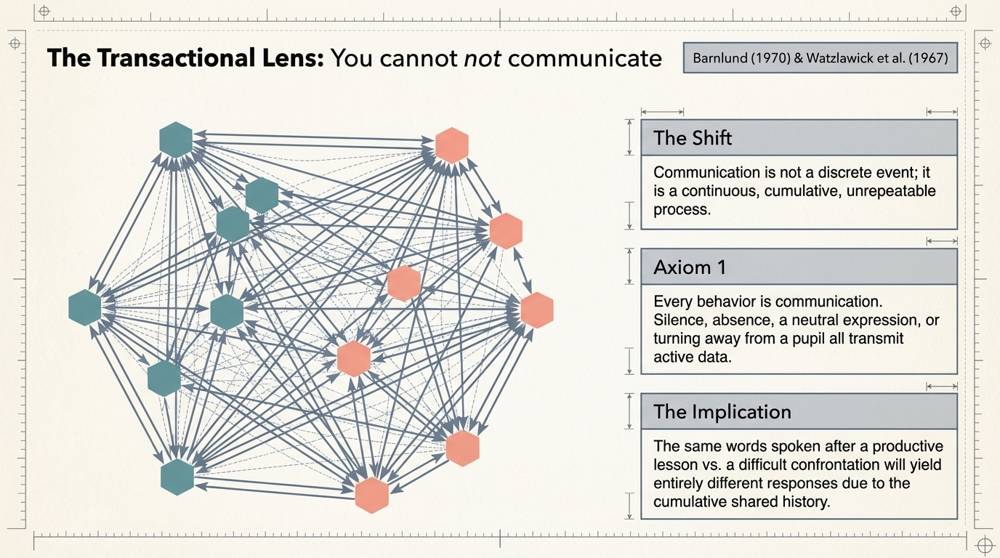 The Transactional Lens: You cannot not communicate
Barnlund (1970) & Watzlawick et al. (1967)
The Shift
Communication is not a discrete event; it
is a continuous, cumulative, unrepeatable
process.
Axiom 1
Every behavior is communication.
Silence, absence, a neutral expression, or
turning away from a pupil all transmit
active data.
The Implication
The same words spoken after a productive
lesson vs. a difficult confrontation will yield
entirely different responses due to the
cumulative shared history.